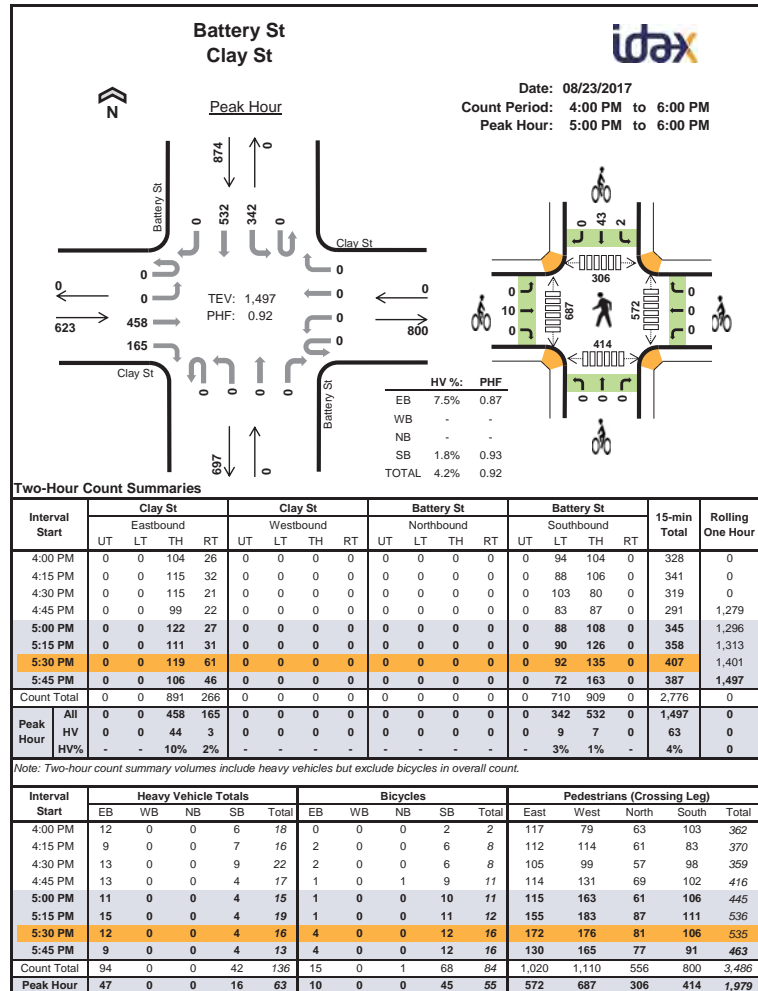 Battery St
Clay St
idax
Date: 08/23/2017
Count Period: 4:00 PM to 6:00 PM
Peak Hour: 5:00 PM to 6:00 PM
N
Peak Hour
874
0
Battery St
0 532 342 0
Clay St
0
623
0
0
458
165
TEV: 1,497
PHF: 0.92
0
0
0
0
0
800
Clay St
0 0 0 0
Battery St
697
0
0 43 2
306
0
10
0
687
572
0
0
0
414
0 0 0
HV %: PHF
EB 7.5% 0.87
WB - -
NB - -
SB 1.8% 0.93
TOTAL 4.2% 0.92
Two-Hour Count Summaries
Interval Start Clay St Clay St Battery St Battery St 15-min Total Rolling One Hour
Eastbound Westbound Northbound Southbound
UT LT TH RT UT LT TH RT UT LT TH RT UT LT TH RT
4:00 PM 0 0 104 26 0 0 0 0 0 0 0 0 0 94 104 0 328 0
4:15 PM 0 0 115 32 0 0 0 0 0 0 0 0 0 88 106 0 341 0
4:30 PM 0 0 115 21 0 0 0 0 0 0 0 0 0 103 80 0 319 0
4:45 PM 0 0 99 22 0 0 0 0 0 0 0 0 0 83 87 0 291 1,279
5:00 PM 0 0 122 27 0 0 0 0 0 0 0 0 0 88 108 0 345 1,296
5:15 PM 0 0 111 31 0 0 0 0 0 0 0 0 0 90 126 0 358 1,313
5:30 PM 0 0 119 61 0 0 0 0 0 0 0 0 0 92 135 0 407 1,401
5:45 PM 0 0 106 46 0 0 0 0 0 0 0 0 0 72 163 0 387 1,497
Count Total 0 0 891 266 0 0 0 0 0 0 0 0 0 710 909 0 2,776 0
Peak Hour All 0 0 458 165 0 0 0 0 0 0 0 0 0 342 532 0 1,497 0
HV 0 0 44 3 0 0 0 0 0 0 0 0 0 9 7 0 63 0
HV% - - 10% 2% - - - - - - - - - 3% 1% - 4% 0
Note: Two-hour count summary volumes include heavy vehicles but exclude bicycles in overall count.
Interval Start Heavy Vehicle Totals Bicycles Pedestrians (Crossing Leg)
EB WB NB SB Total EB WB NB SB Total East West North South Total
4:00 PM 12 0 0 6 18 0 0 0 2 2 117 79 63 103 362
4:15 PM 9 0 0 7 16 2 0 0 6 8 112 114 61 83 370
4:30 PM 13 0 0 9 22 2 0 0 6 8 105 99 57 98 359
4:45 PM 13 0 0 4 17 1 0 1 9 11 114 131 69 102 416
5:00 PM 11 0 0 4 15 1 0 0 10 11 115 163 61 106 445
5:15 PM 15 0 0 4 19 1 0 0 11 12 155 183 87 111 536
5:30 PM 12 0 0 4 16 4 0 0 12 16 172 176 81 106 535
5:45 PM 9 0 0 4 13 4 0 0 12 16 130 165 77 91 463
Count Total 94 0 0 42 136 15 0 1 68 84 1,020 1,110 556 800 3,486
Peak Hour 47 0 0 16 63 10 0 0 45 55 572 687 306 414 1,979